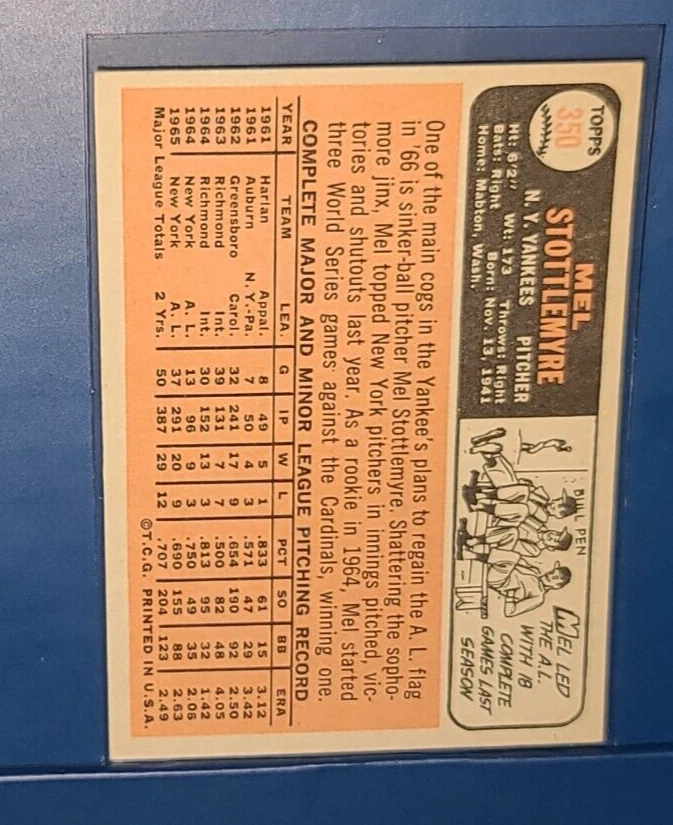 TOPPS
350
MEL
STOTTLEMYRE
N. Y. YANKEES PITCHER
Ht: 6'2" Wt: 173 Throws: Right
Bats: Right Born: Nov. 13, 1941
Home: Mabton, Wash.
BULL PEN
MEL LED
THE A.L.
WITH 18
COMPLETE
GAMES LAST
SEASON
One of the main cogs in the Yankee's plans to regain the A. L. flag
in '66 is sinker-ball pitcher Mel Stottlemyre. Shattering the sopho-
more jinx, Mel topped New York pitchers in innings pitched, vic-
tories and shutouts last year. As a rookie in 1964, Mel started
three World Series games against the Cardinals, winning one.
COMPLETE MAJOR AND MINOR LEAGUE PITCHING RECORD
YEAR TEAM LEA. G IP W L PCT SO BB ERA
1961 Harlan Appal. 8 49 5 1 .833 61 15 3.12
1961 Auburn N. Y.-Pa. 7 50 4 3 .571 47 29 3.42
1962 Greensboro Carol. 32 241 17 9 .654 190 92 2.50
1963 Richmond Int. 39 131 7 7 .500 82 48 4.05
1964 Richmond Int. 30 152 13 3 .813 95 32 1.42
1964 New York A. L. 13 96 9 3 .750 49 35 2.06
1965 New York A. L. 37 291 20 9 .690 155 88 2.63
Major League Totals 2 Yrs. 50 387 29 12 .707 204 123 2.49
©T.C.G. PRINTED IN U.S.A.